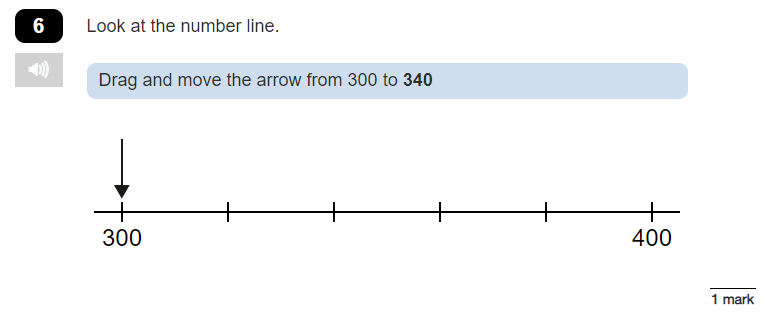 6
Look at the number line.
Drag and move the arrow from 300 to 340
300 400
1 mark